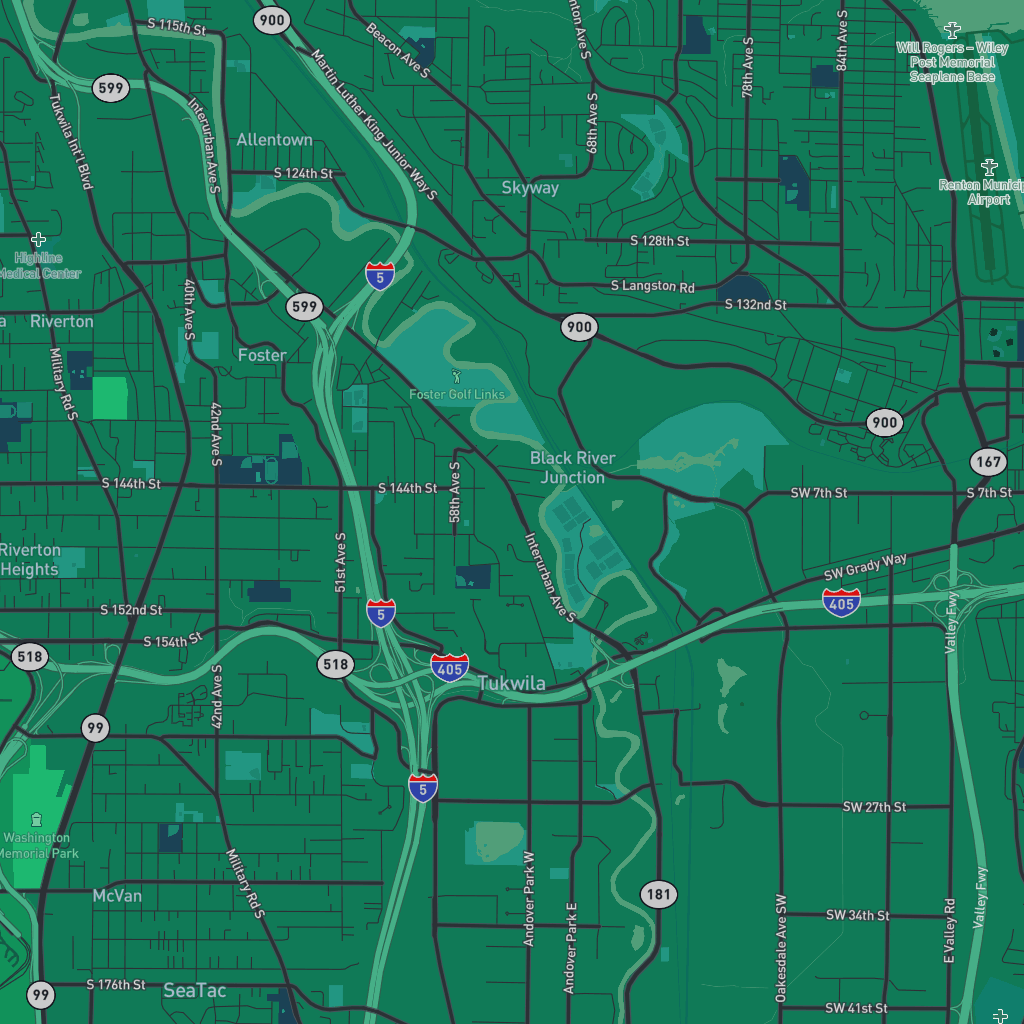 S 115th St
900
Beacon Ave S
78th Ave S
84th Ave S
Will Rogers – Wiley
Post Memorial
Seaplane Base
599
Martin Luther King Junior Way S
Tukwila Int'l Blvd
Interurban Ave S
68th Ave S
Allentown
S 124th St
Skyway
Airport
S 128th St
Highline
Medical Center
5
S Langston Rd
S 132nd St
40th Ave S
599
Riverton
900
Foster
Military Rd S
Foster Golf Links
42nd Ave S
900
Black River
Junction
167
S 144th St
S 144th St
58th Ave S
SW 7th St
S 7th St
Riverton
Heights
51st Ave S
Interurban Ave S
SW Grady Way
405
S 152nd St
5
S 154th St
Valley Fwy
518
518
405
Tukwila
42nd Ave S
99
5
SW 27th St
Washington
Memorial Park
Military Rd S
Andover Park W
McVan
181
Valley Fwy
Andover Park E
Oakesdale Ave SW
SW 34th St
E Valley Rd
S 176th St
SeaTac
99
SW 41st St